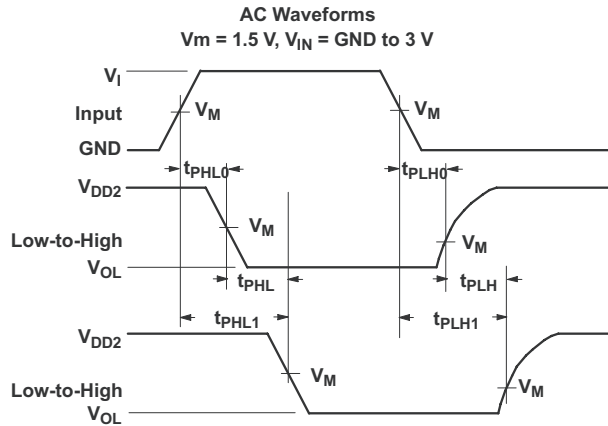 AC Waveforms
Vm = 1.5 V, VIN = GND to 3 V
VI
Input
VM
VM
GND
tPHL0
tPLH0
VDD2
VM
Low-to-High
VM
VOL
tPHL
tPLH
tPHL1
tPLH1
VDD2
Low-to-High
VM
VM
VOL